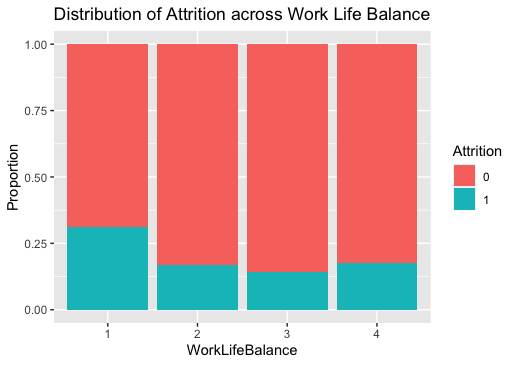 Distribution of Attrition across Work Life Balance
1.00
0.75
0.50
0.25
0.00
Proportion
1 2 3 4
WorkLifeBalance
Attrition
0
1